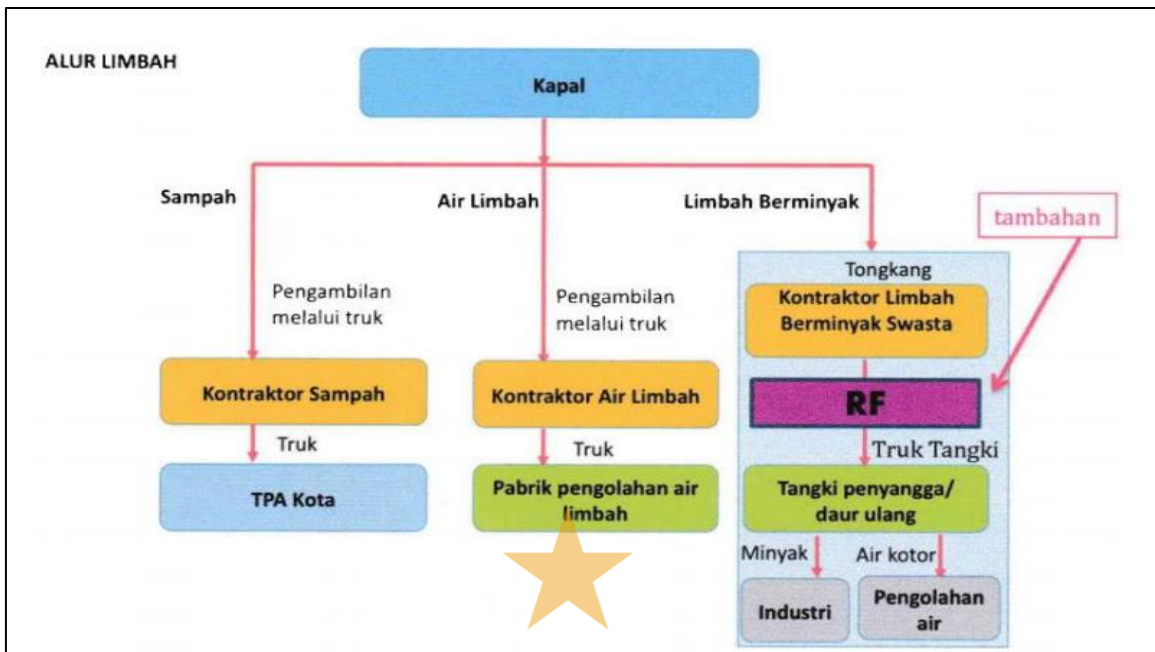 ALUR LIMBAH
Kapal
Sampah
Air Limbah
Limbah Berminyak
tambahan
Pengambilan
melalui truk
Pengambilan
melalui truk
Tongkang
Kontraktor Limbah
Berminyak Swasta
Kontraktor Sampah
Kontraktor Air Limbah
RF
Truk
Truk
Truk Tangki
TPA Kota
Pabrik pengolahan air
limbah
Tangki penyangga/
daur ulang
Minyak
Air kotor
Industri
Pengolahan
air